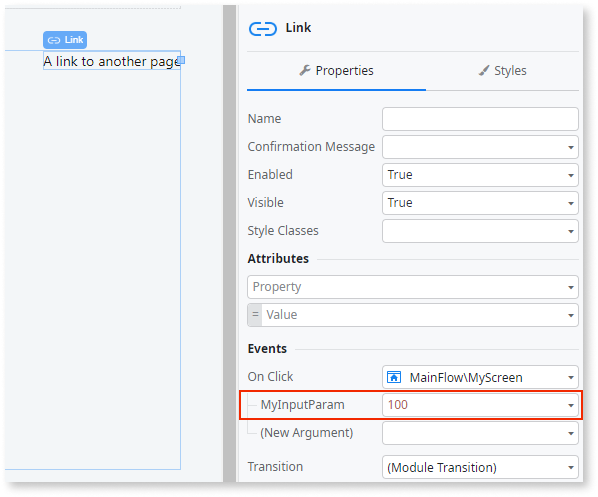 Link
A link to another page
Link
Properties
Styles
Name
Confirmation Message
Enabled True
Visible True
Style Classes
Attributes
Property
= Value
Events
On Click MainFlow\MyScreen
MyInputParam 100
(New Argument)
Transition (Module Transition)